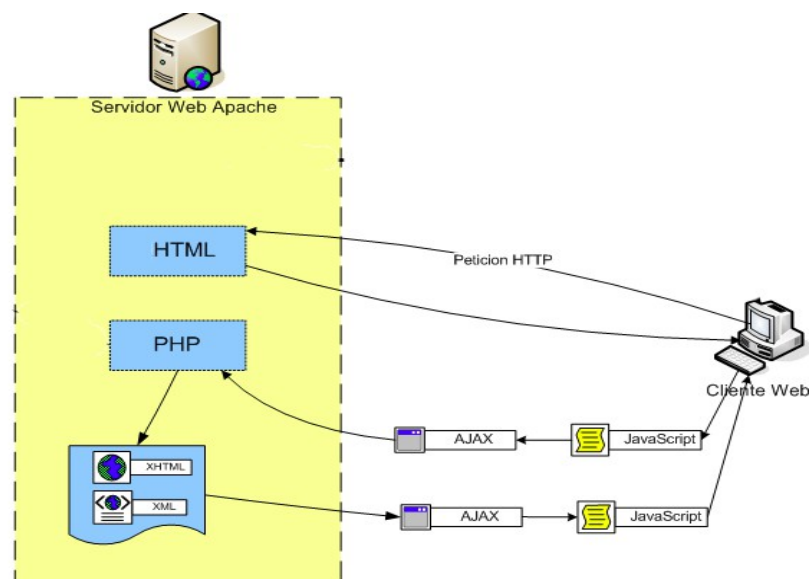 Servidor Web Apache
HTML
Peticion HTTP
PHP
Cliente Web
AJAX
JavaScript
XHTML
XML
AJAX
JavaScript